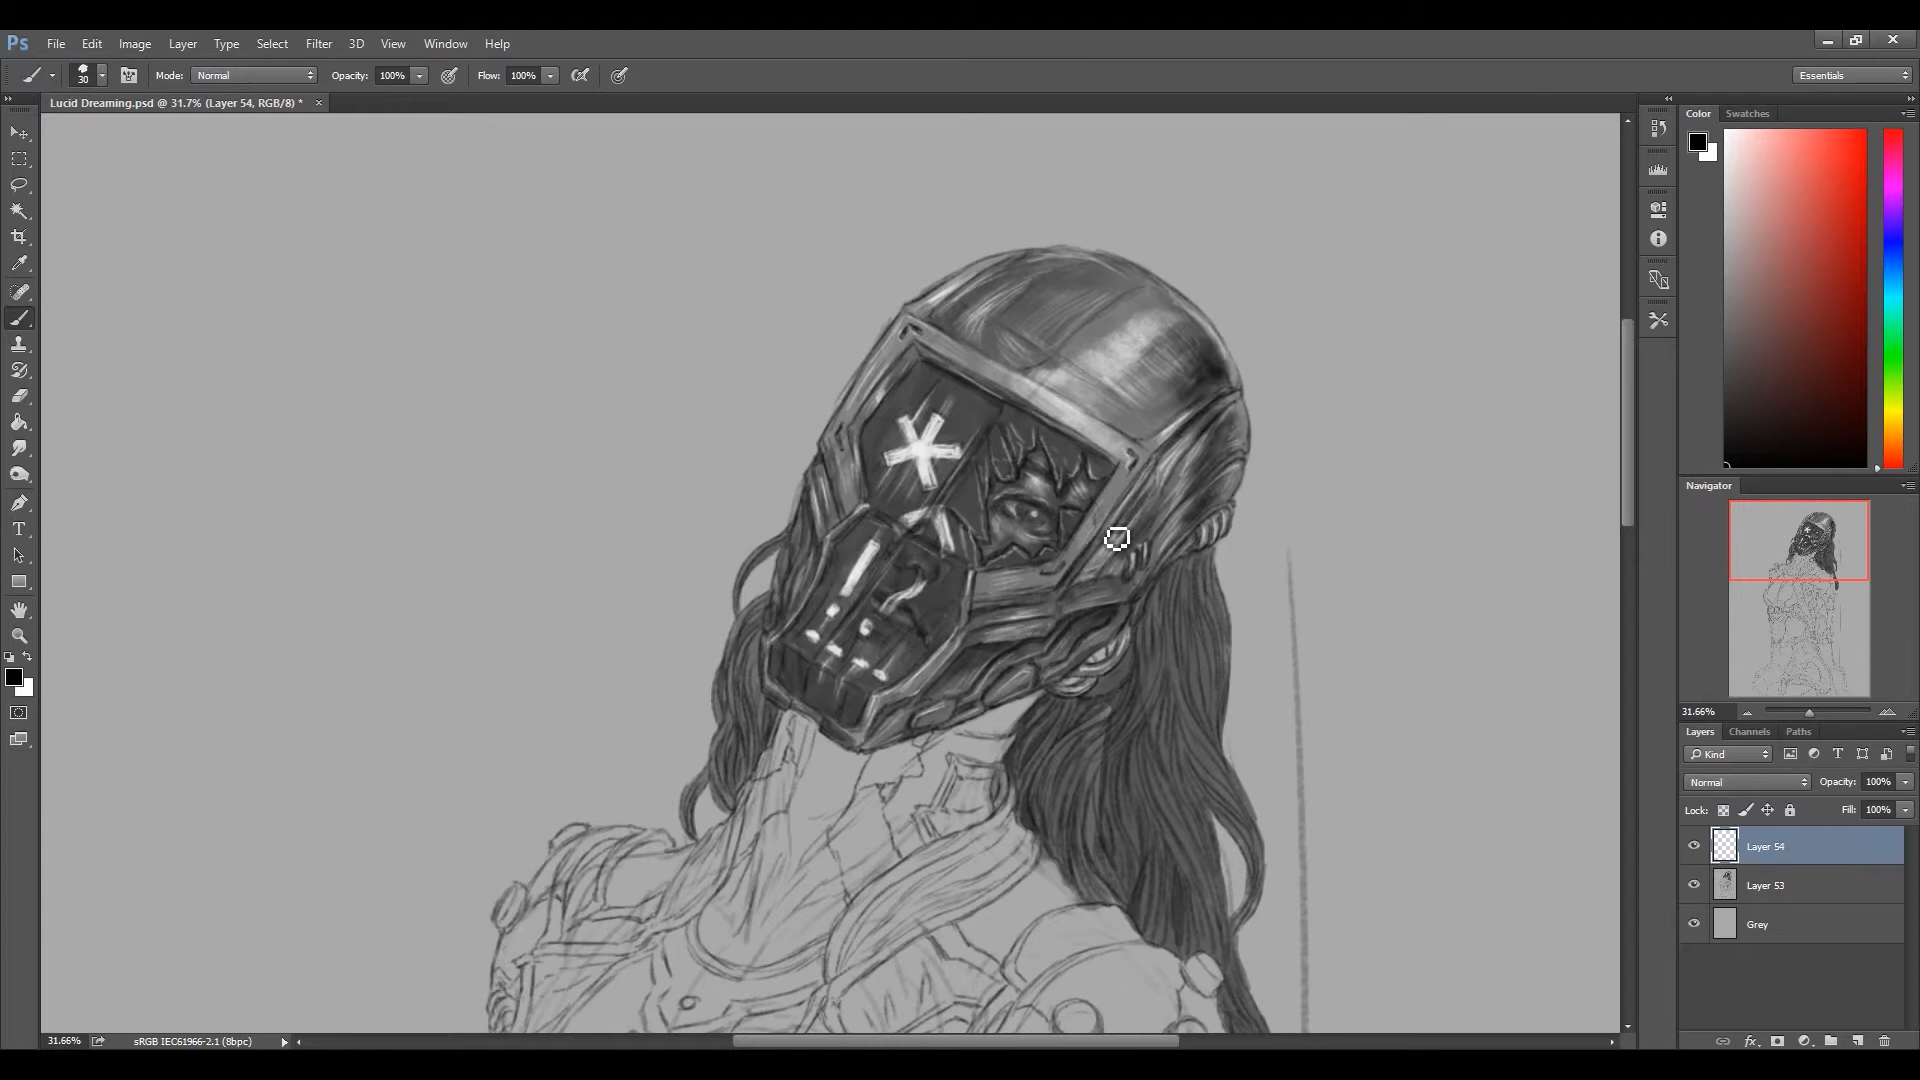 Ps File Edit Image Layer Type Select Filter 3D View Window Help
30 Mode: Normal Opacity: 100% Flow: 100% Essentials
Lucid Dreaming.psd @ 31.7% (Layer 54, RGB/8) * ×
Color Swatches
*
! ?
Navigator
31.66%
Layers Channels Paths
Kind
Normal Opacity: 100%
Lock: Fill: 100%
Layer 54
Layer 53
Grey
31.66% sRGB IEC61966-2.1 (8bpc)